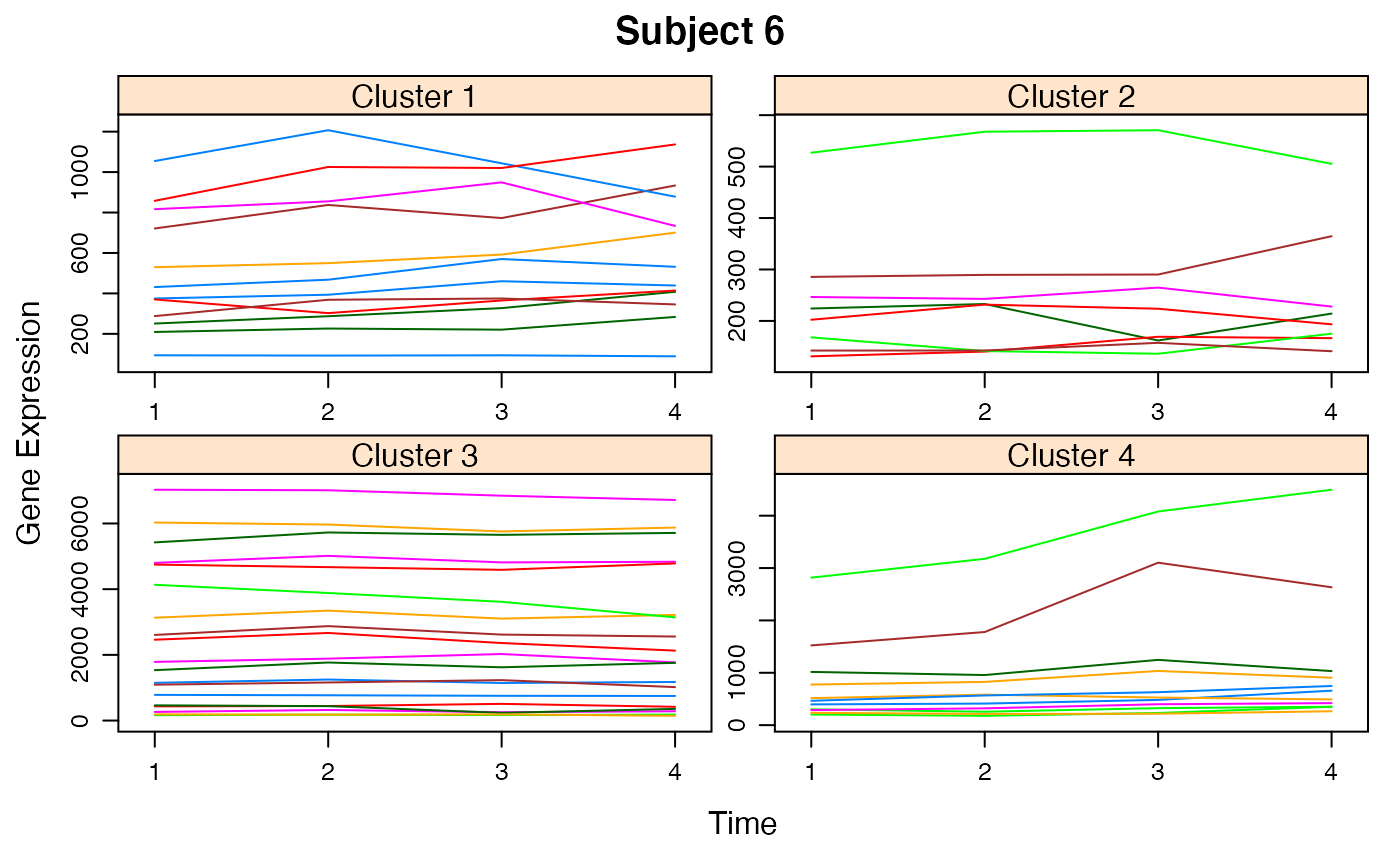 Subject 6
Cluster 1
Cluster 2
200 600 1000
200 300 400 500
1 2 3 4
1 2 3 4
Gene Expression
Cluster 3
Cluster 4
0 2000 4000 6000
0 1000 3000
1 2 3 4
1 2 3 4
Time